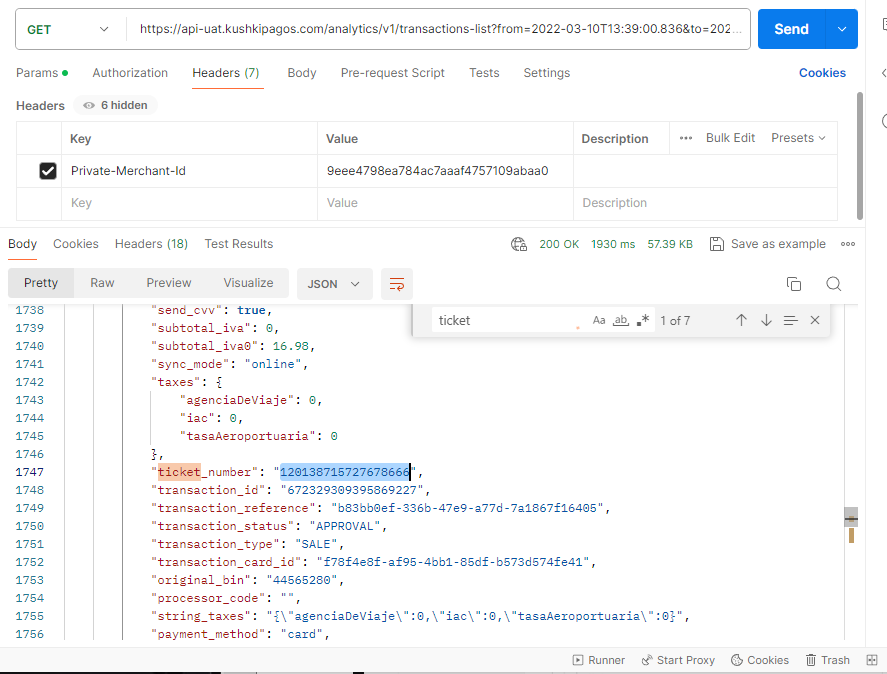 GET https://api-uat.kushkipagos.com/analytics/v1/transactions-list?from=2022-03-10T13:39:00.836&to=202... Send
Params Authorization Headers (7) Body Pre-request Script Tests Settings Cookies
Headers 6 hidden
Key Value Description Bulk Edit Presets
Private-Merchant-Id 9eee4798ea784ac7aaaf4757109abaa0
Key Value Description
Body Cookies Headers (18) Test Results 200 OK 1930 ms 57.39 KB Save as example
Pretty Raw Preview Visualize JSON
ticket Aa ab .* 1 of 7
1738 "send_cvv": true,
1739 "subtotal_iva": 0,
1740 "subtotal_iva0": 16.98,
1741 "sync_mode": "online",
1742 "taxes": {
1743 "agenciaDeViaje": 0,
1744 "iac": 0,
1745 "tasaAeroportuaria": 0
1746 },
1747 "ticket_number": "120138715727678666",
1748 "transaction_id": "672329309395869227",
1749 "transaction_reference": "b83bb0ef-336b-47e9-a77d-7a1867f16405",
1750 "transaction_status": "APPROVAL",
1751 "transaction_type": "SALE",
1752 "transaction_card_id": "f78f4e8f-af95-4bb1-85df-b573d574fe41",
1753 "original_bin": "44565280",
1754 "processor_code": "",
1755 "string_taxes": "{\"agenciaDeViaje\":0,\"iac\":0,\"tasaAeroportuaria\":0}",
1756 "payment_method": "card",
Runner Start Proxy Cookies Trash